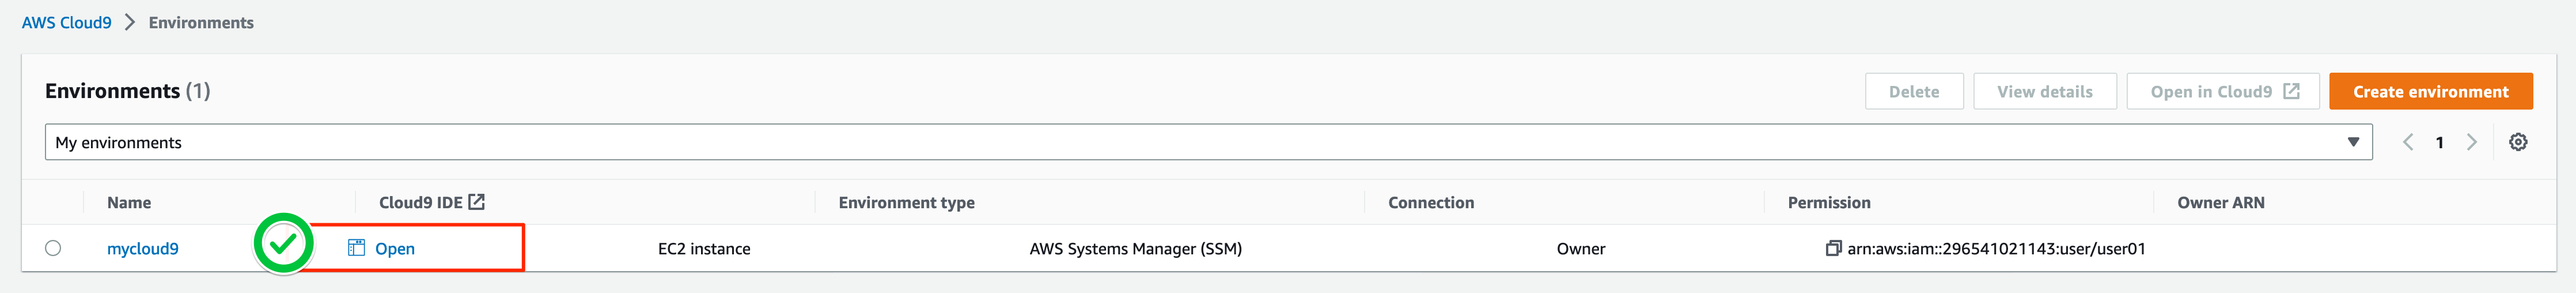 AWS Cloud9 > Environments
Environments (1)
Delete View details Open in Cloud9 Create environment
My environments 1
Name Cloud9 IDE Environment type Connection Permission Owner ARN
mycloud9 Open EC2 instance AWS Systems Manager (SSM) Owner arn:aws:iam::296541021143:user/user01